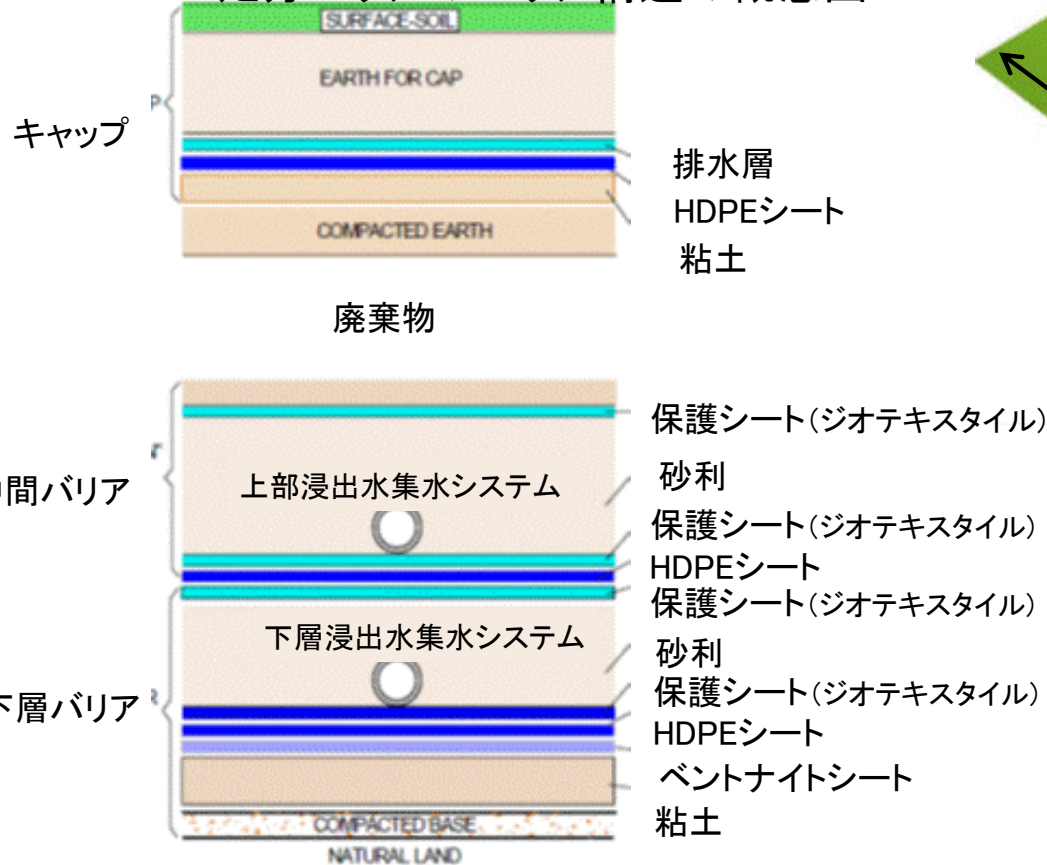 SURFACE-SOIL
EARTH FOR CAP
キャップ
排水層
HDPEシート
粘土
COMPACTED EARTH
廃棄物
保護シート(ジオテキスタイル)
上部浸出水集水システム
砂利
間バリア
保護シート(ジオテキスタイル)
HDPEシート
保護シート(ジオテキスタイル)
下層浸出水集水システム
砂利
下層バリア
保護シート(ジオテキスタイル)
HDPEシート
ベントナイトシート
粘土
COMPACTED BASE
NATURAL LAND